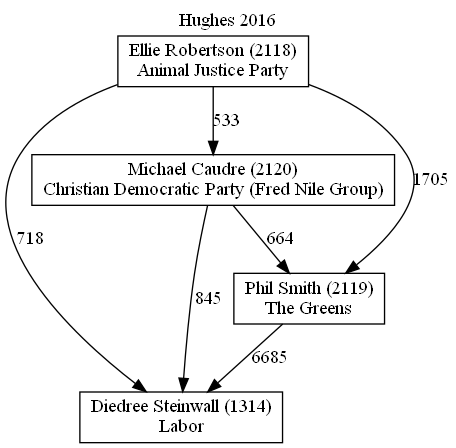 Hughes 2016
Ellie Robertson (2118)
Animal Justice Party
533
Michael Caudre (2120)
Christian Democratic Party (Fred Nile Group)
1705
718
664
845
Phil Smith (2119)
The Greens
6685
Diedree Steinwall (1314)
Labor